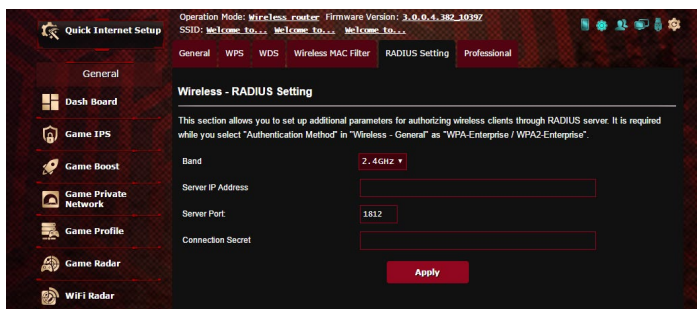 Quick Internet Setup
General
Dash Board
Game IPS
Game Boost
Game Private
Network
Game Profile
Game Radar
WiFi Radar
Operation Mode: Wireless router Firmware Version: 3.0.0.4.382_10397
SSID: Welcome to... Welcome to... Welcome to...
General WPS WDS Wireless MAC Filter RADIUS Setting Professional
Wireless - RADIUS Setting
This section allows you to set up additional parameters for authorizing wireless clients through RADIUS server. It is required
while you select "Authentication Method" in "Wireless - General" as "WPA-Enterprise / WPA2-Enterprise".
Band 2.4GHz
Server IP Address
Server Port: 1812
Connection Secret
Apply